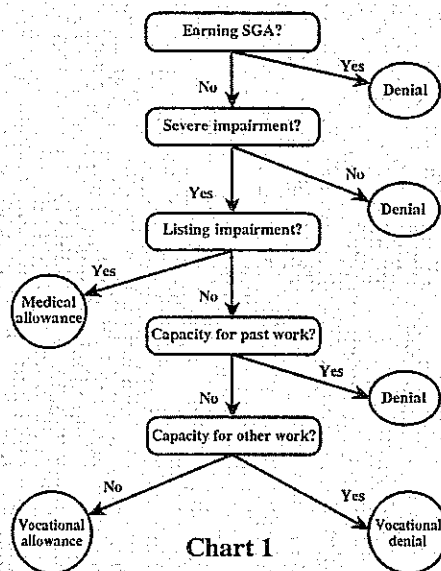 Earning SGA?
Yes
No
Denial
Severe impairment?
No
Yes
Denial
Listing impairment?
Yes
No
Medical
allowance
Capacity for past work?
Yes
No
Denial
Capacity for other work?
No
Yes
Vocational
allowance
Vocational
denial
Chart 1